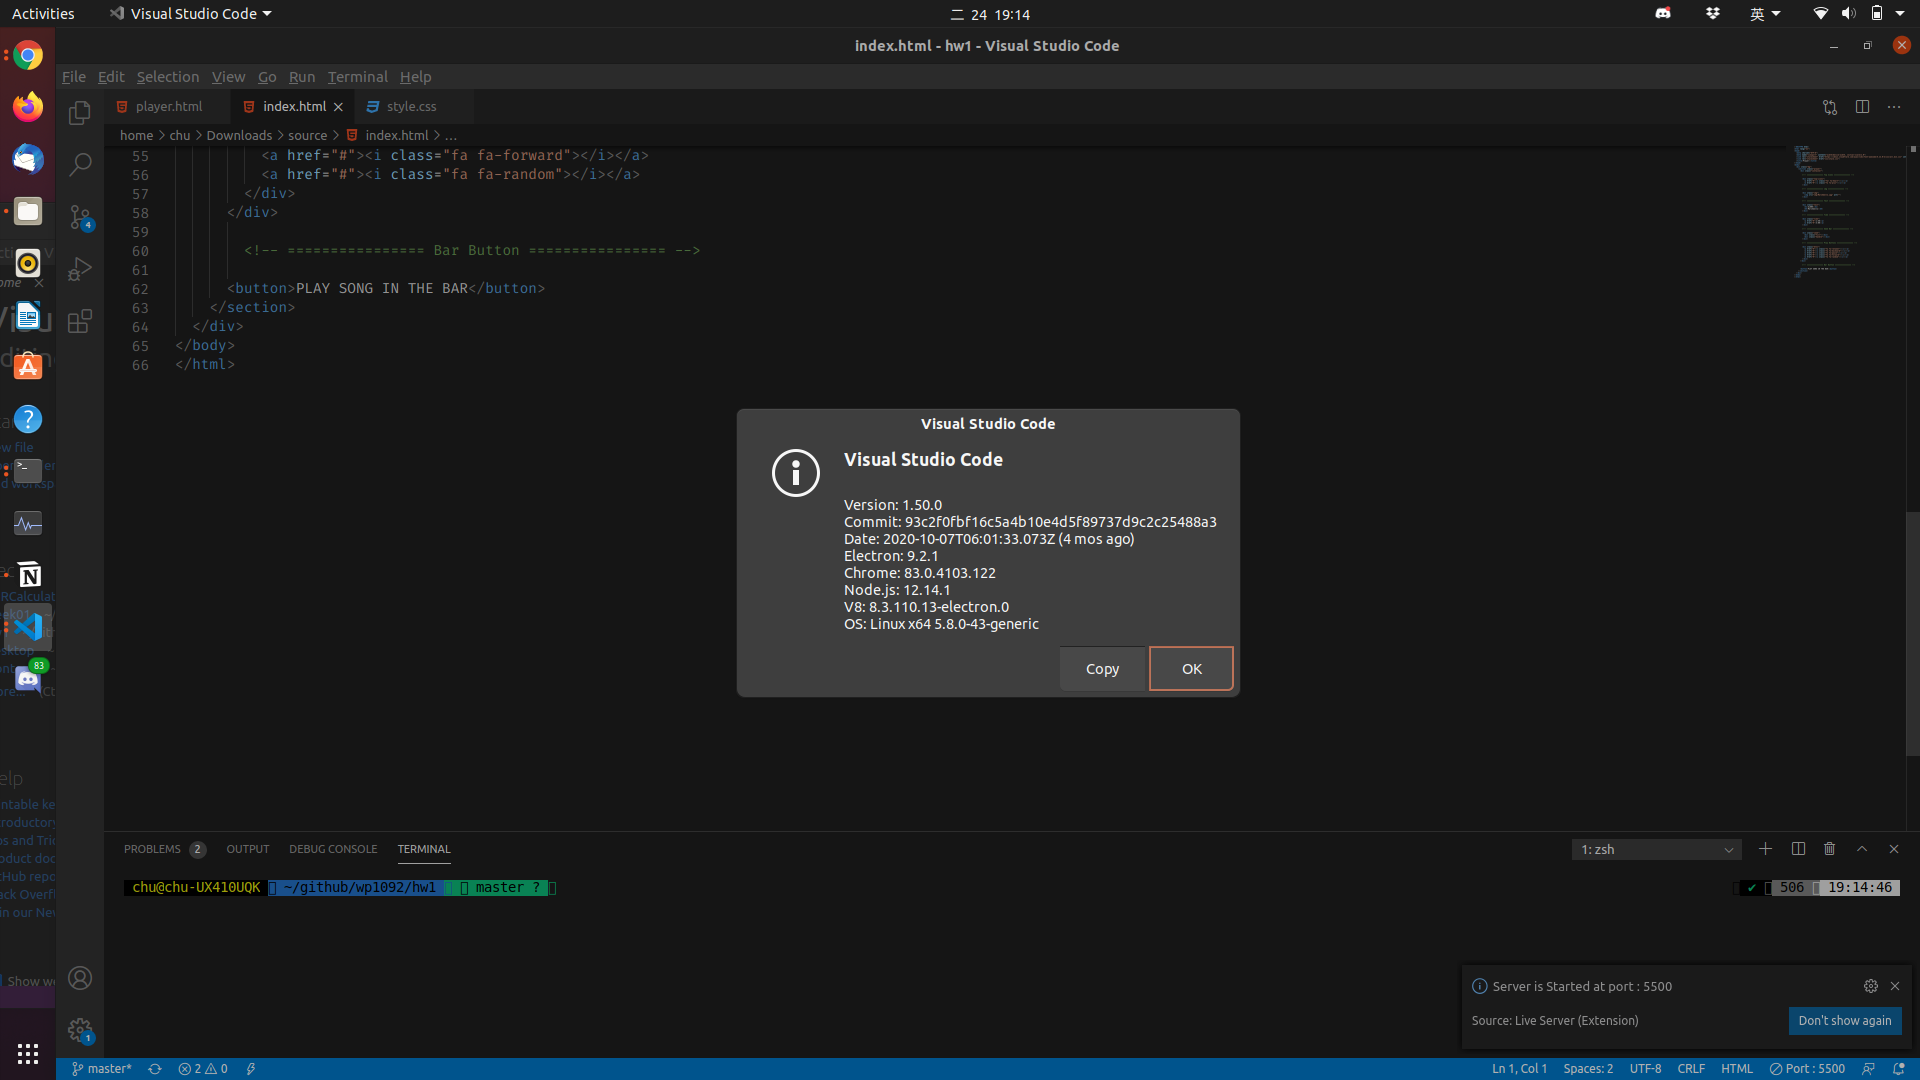 Activities
Visual Studio Code
二 24 19:14
英
index.html - hw1 - Visual Studio Code
File Edit Selection View Go Run Terminal Help
player.html
index.html
style.css
home > chu > Downloads > source > index.html > ...
55 <a href="#"><i class="fa fa-forward"></i></a>
56 <a href="#"><i class="fa fa-random"></i></a>
57 </div>
58 </div>
59
60 <!-- ================ Bar Button ================ -->
61
62 <button>PLAY SONG IN THE BAR</button>
63 </section>
64 </div>
65 </body>
66 </html>
4
Visual Studio Code
Visual Studio Code
Version: 1.50.0
Commit: 93c2f0fbf16c5a4b10e4d5f89737d9c2c25488a3
Date: 2020-10-07T06:01:33.073Z (4 mos ago)
Electron: 9.2.1
Chrome: 83.0.4103.122
Node.js: 12.14.1
V8: 8.3.110.13-electron.0
OS: Linux x64 5.8.0-43-generic
Copy
OK
83
PROBLEMS 2 OUTPUT DEBUG CONSOLE TERMINAL
1: zsh
chu@chu-UX410UQK ~/github/wp1092/hw1 master ?
✔ 506 19:14:46
Server is Started at port : 5500
Source: Live Server (Extension)
Don't show again
1
master*
2 0
Ln 1, Col 1
Spaces: 2
UTF-8
CRLF
HTML
Port : 5500